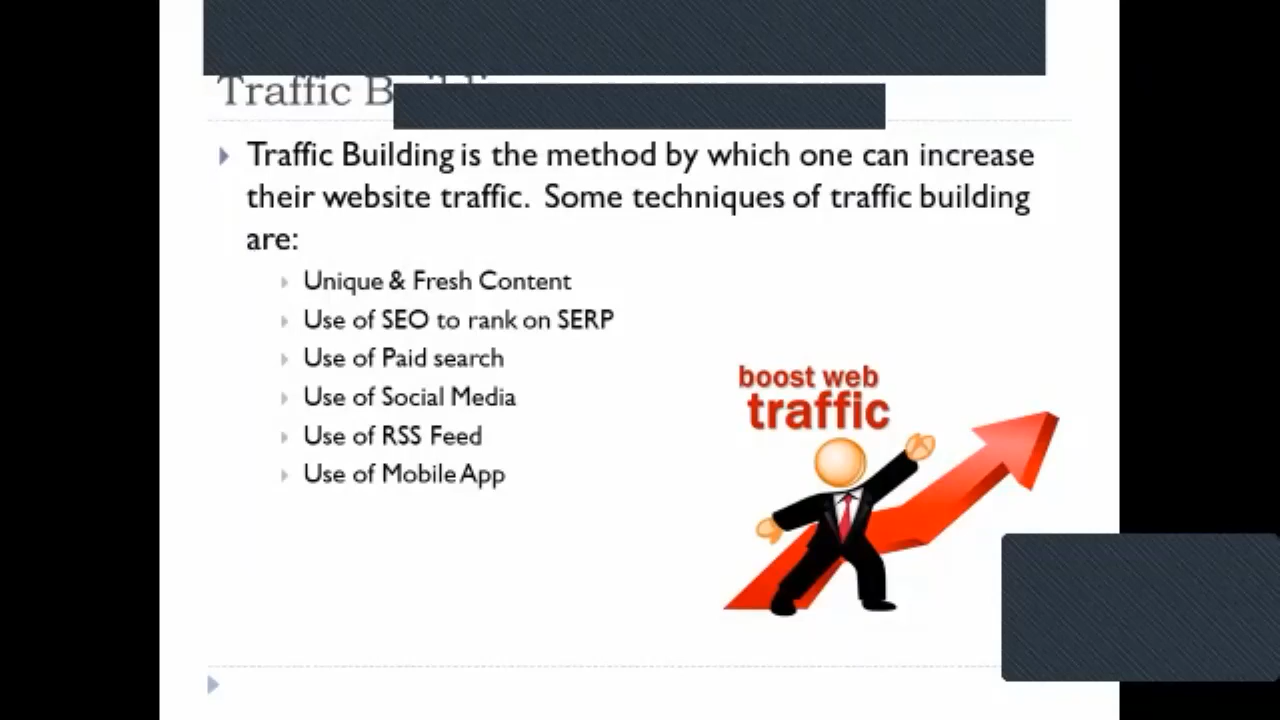 Traffic Building
Traffic Building is the method by which one can increase
their website traffic. Some techniques of traffic building
are:
Unique & Fresh Content
Use of SEO to rank on SERP
Use of Paid search
Use of Social Media
Use of RSS Feed
Use of Mobile App
boost web
traffic